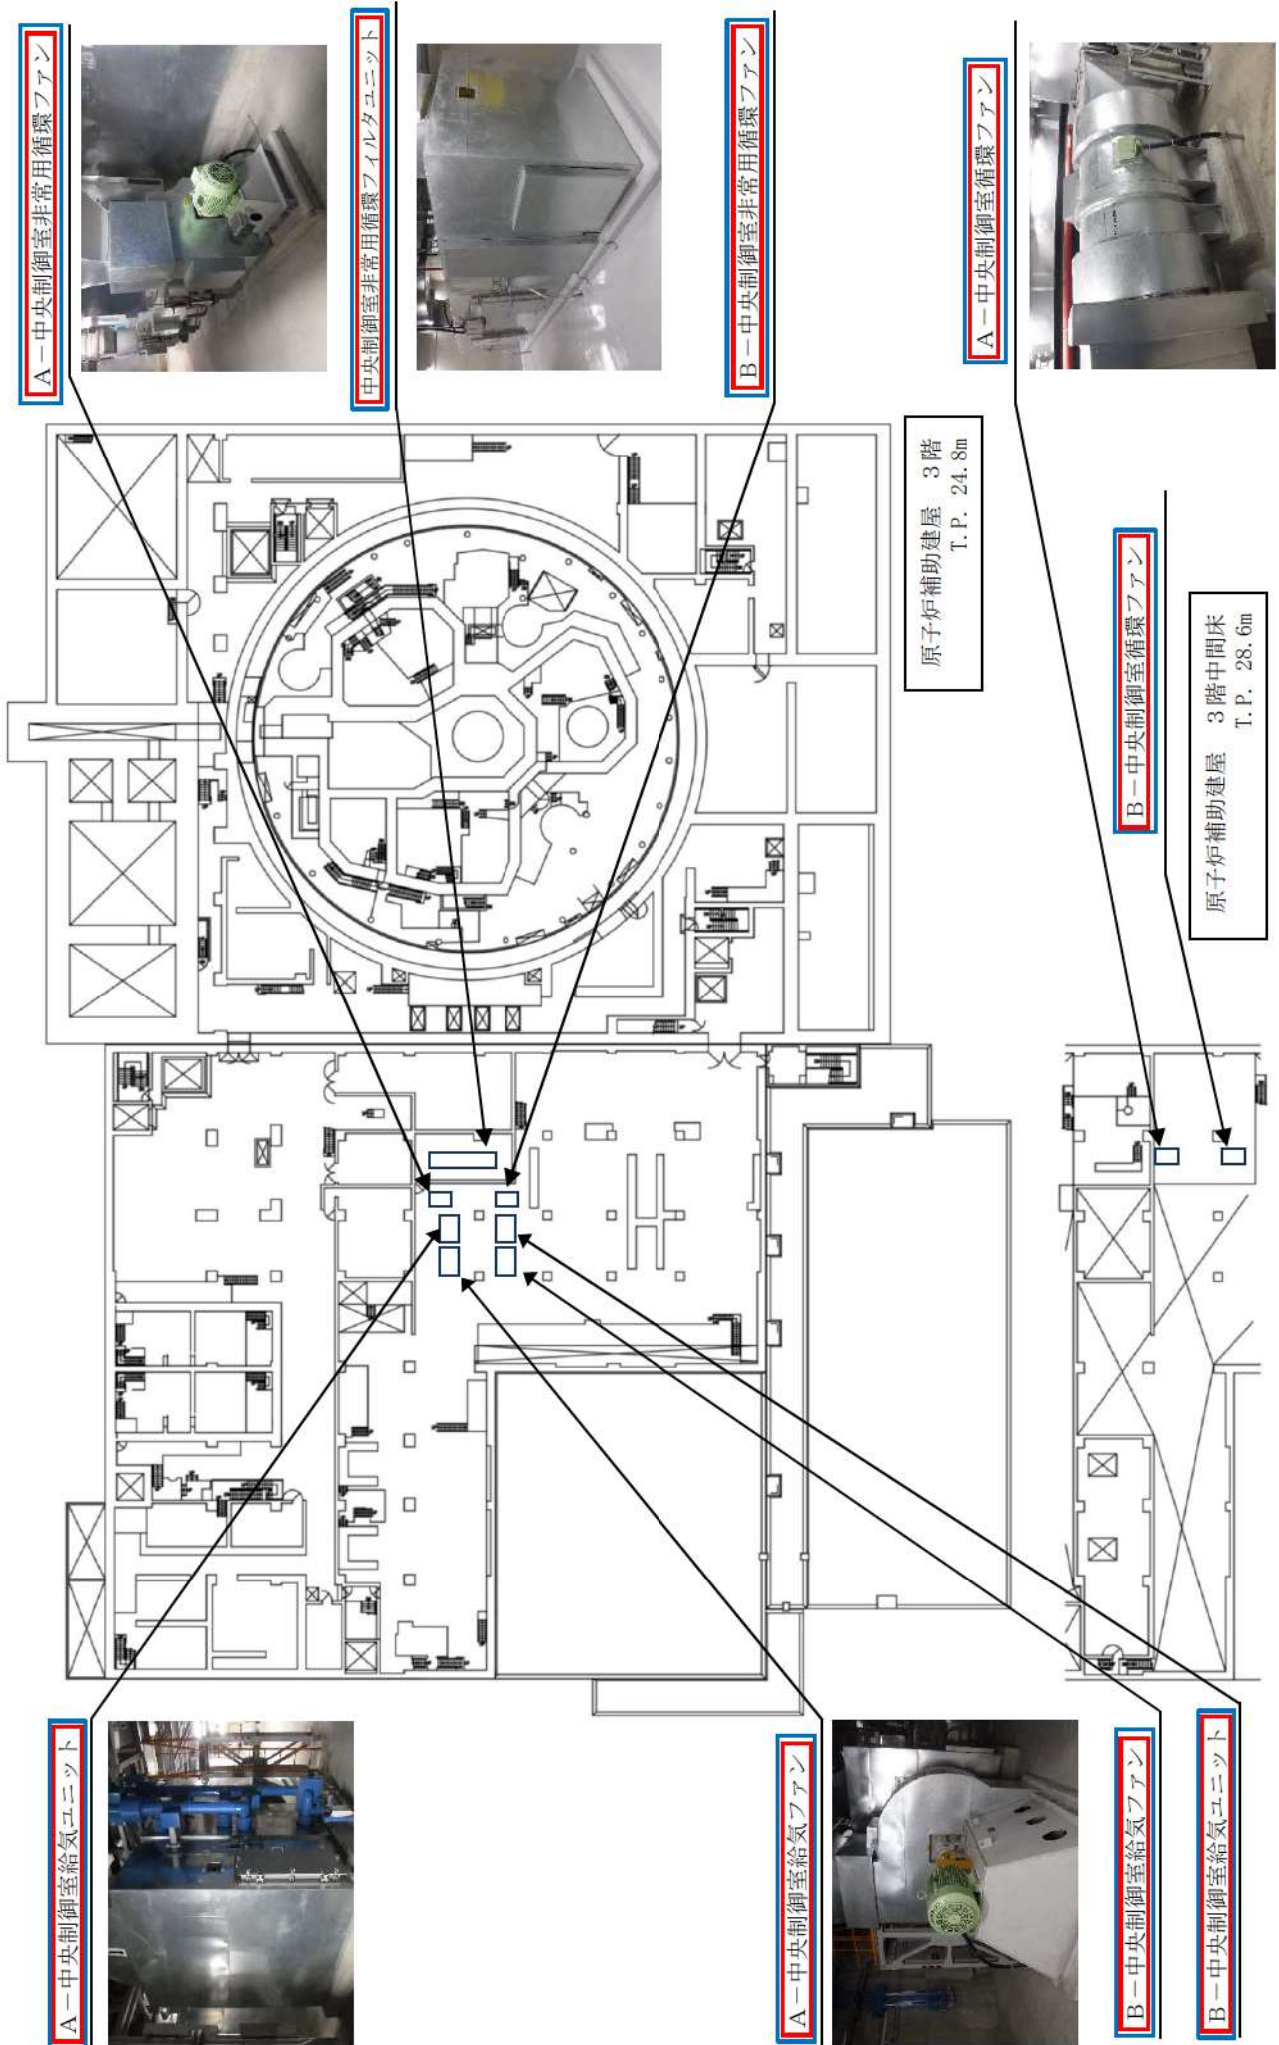 A－中央制御室非常用循環ファン
中央制御室非常用循環フィルタユニット
B－中央制御室非常用循環ファン
A－中央制御室循環ファン
B－中央制御室循環ファン
原子炉補助建屋　3階
T.P. 24.8m
原子炉補助建屋　3階中間床
T.P. 28.6m
A－中央制御室給気ユニット
A－中央制御室給気ファン
B－中央制御室給気ファン
B－中央制御室給気ユニット